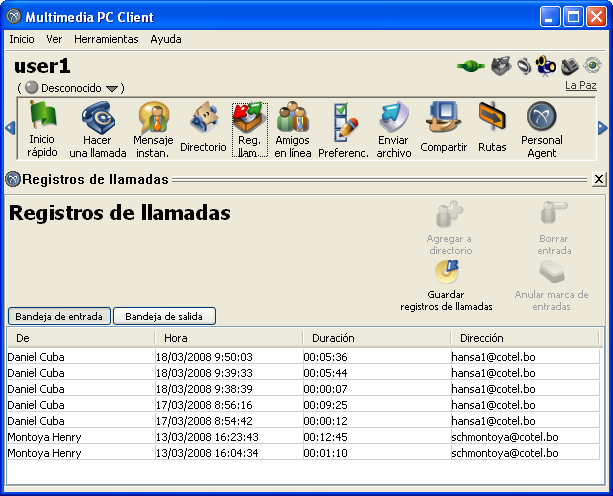 Multimedia PC Client
Inicio Ver Herramientas Ayuda
user1
( Desconocido )
La Paz
Inicio rápido
Hacer una llamada
Mensaje instan.
Directorio
Reg. llam...
Amigos en línea
Preferenc.
Enviar archivo
Compartir
Rutas
Personal Agent
Registros de llamadas
Registros de llamadas
Agregar a directorio
Borrar entrada
Guardar registros de llamadas
Anular marca de entradas
Bandeja de entrada Bandeja de salida
De Hora Duración Dirección
Daniel Cuba 18/03/2008 9:50:03 00:05:36 hansa1@cotel.bo
Daniel Cuba 18/03/2008 9:39:33 00:05:44 hansa1@cotel.bo
Daniel Cuba 18/03/2008 9:38:39 00:00:07 hansa1@cotel.bo
Daniel Cuba 17/03/2008 8:56:16 00:09:25 hansa1@cotel.bo
Daniel Cuba 17/03/2008 8:54:42 00:00:12 hansa1@cotel.bo
Montoya Henry 13/03/2008 16:23:43 00:12:45 schmontoya@cotel.bo
Montoya Henry 13/03/2008 16:04:34 00:01:10 schmontoya@cotel.bo